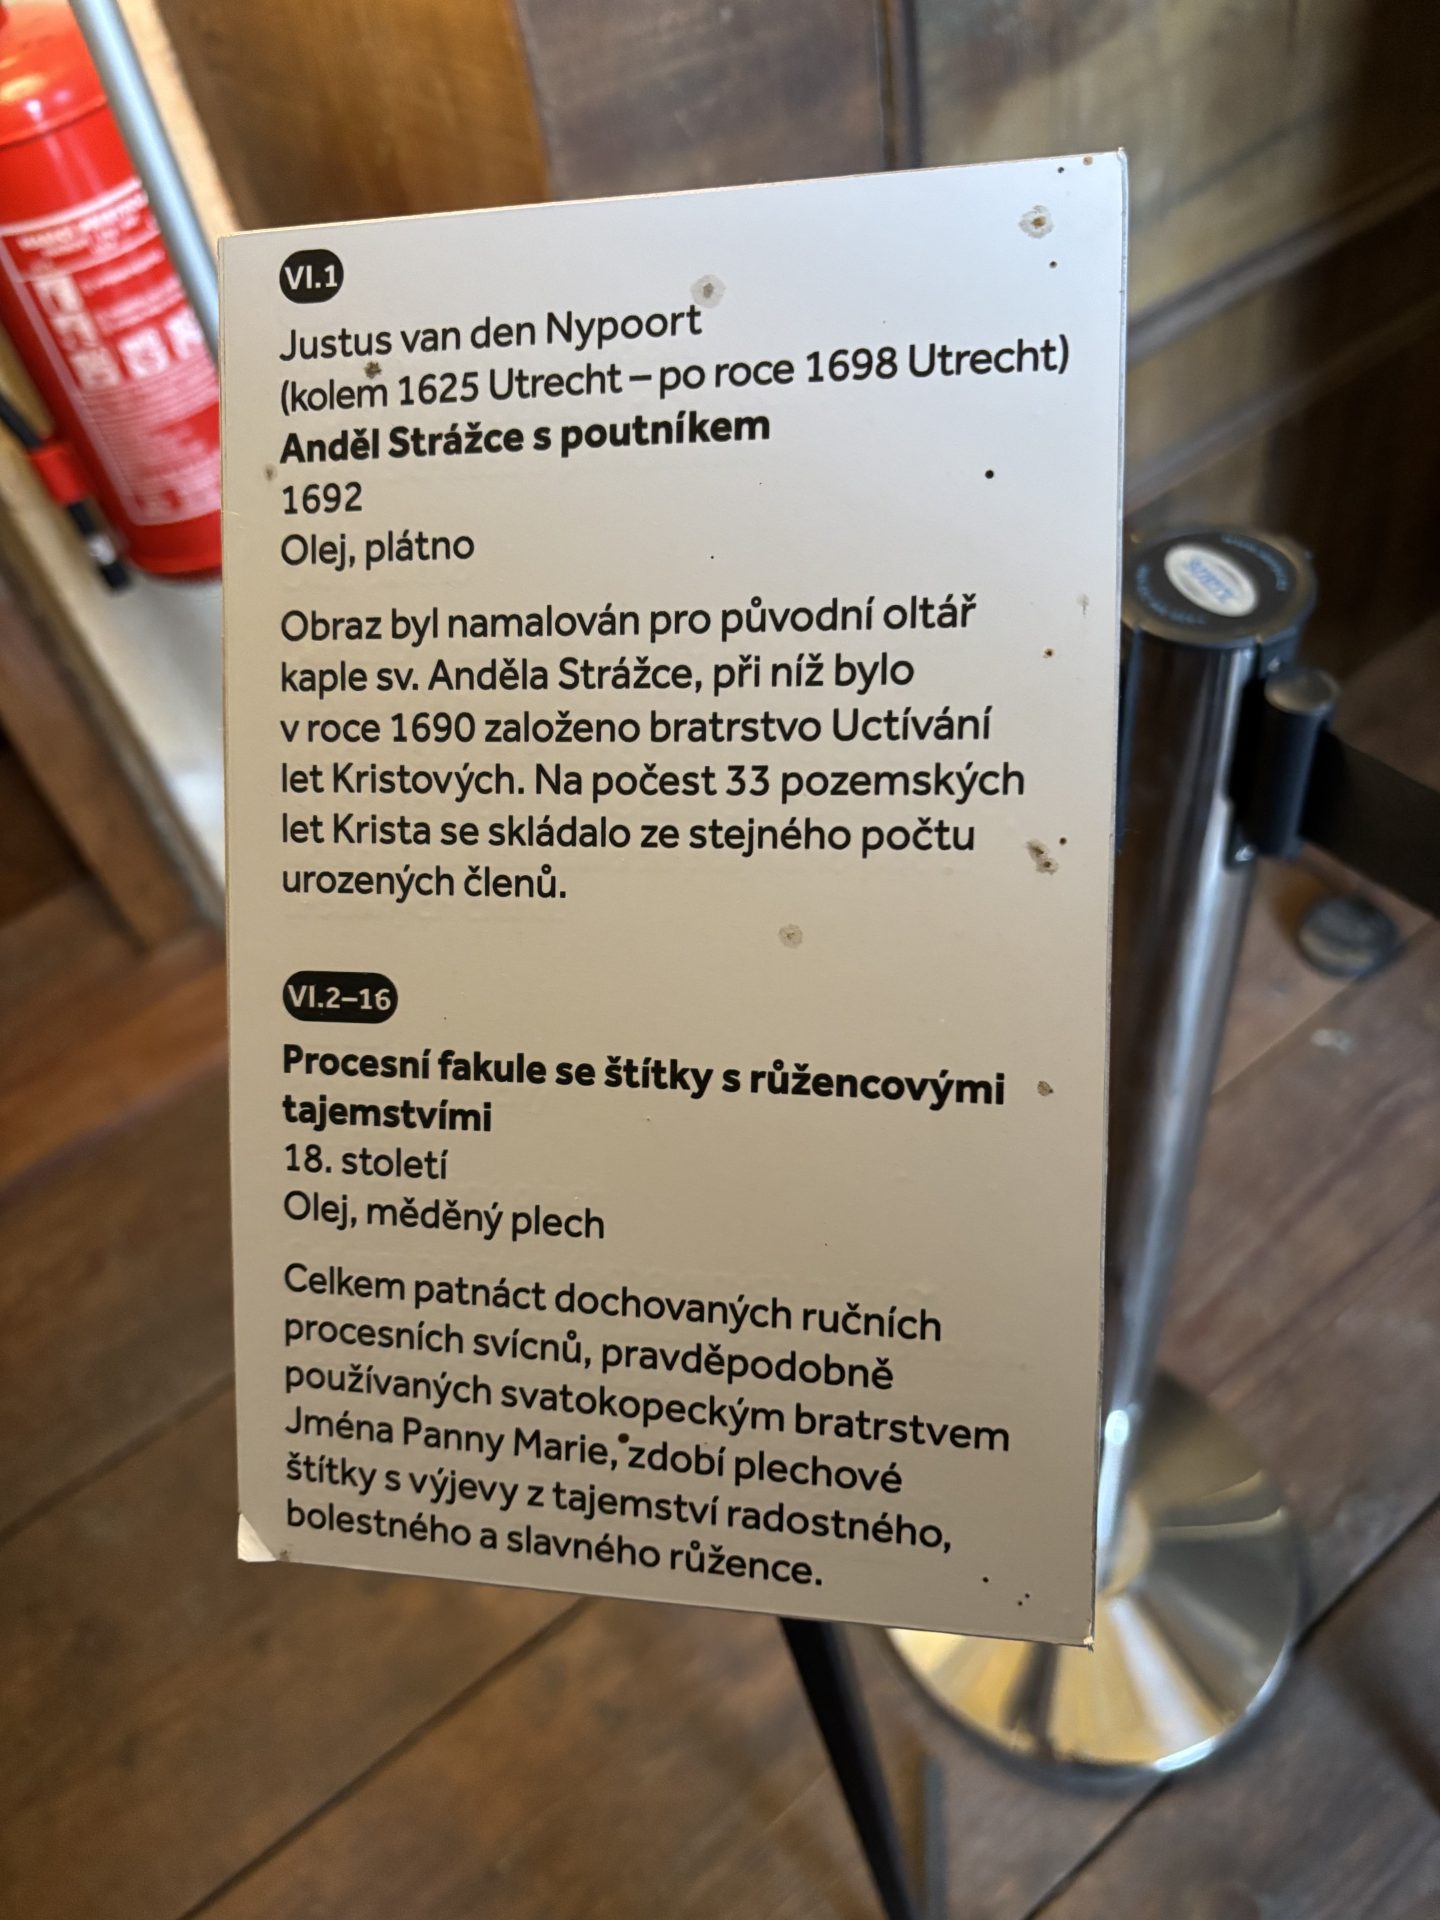 VI.1
Justus van den Nypoort
(kolem 1625 Utrecht – po roce 1698 Utrecht)
Anděl Strážce s poutníkem
1692
Olej, plátno
Obraz byl namalován pro původní oltář
kaple sv. Anděla Strážce, při níž bylo
v roce 1690 založeno bratrstvo Uctívání
let Kristových. Na počest 33 pozemských
let Krista se skládalo ze stejného počtu
urozených členů.
VI.2–16
Procesní fakule se štítky s růžencovými
tajemstvími
18. století
Olej, měděný plech
Celkem patnáct dochovaných ručních
procesních svícnů, pravděpodobně
používaných svatokopeckým bratrstvem
Jména Panny Marie, zdobí plechové
štítky s výjevy z tajemství radostného,
bolestného a slavného růžence.